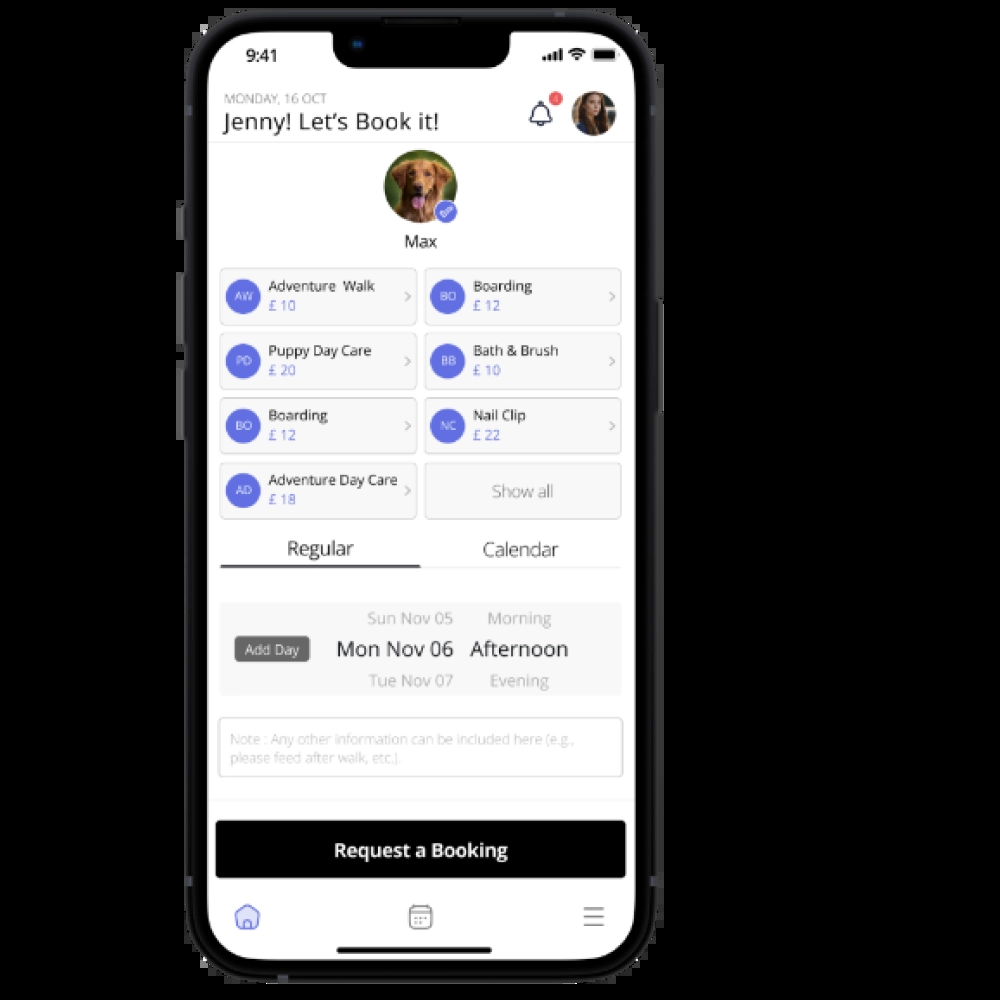 9:41
MONDAY, 16 OCT
Jenny! Let's Book it!
4
Max
AW
Adventure Walk
£ 10
BO
Boarding
£ 12
PD
Puppy Day Care
£ 20
BB
Bath & Brush
£ 10
BO
Boarding
£ 12
NC
Nail Clip
£ 22
AD
Adventure Day Care
£ 18
Show all
Regular
Calendar
Sun Nov 05 Morning
Add Day Mon Nov 06 Afternoon
Tue Nov 07 Evening
Note : Any other information can be included here (e.g.,
please feed after walk, etc.).
Request a Booking